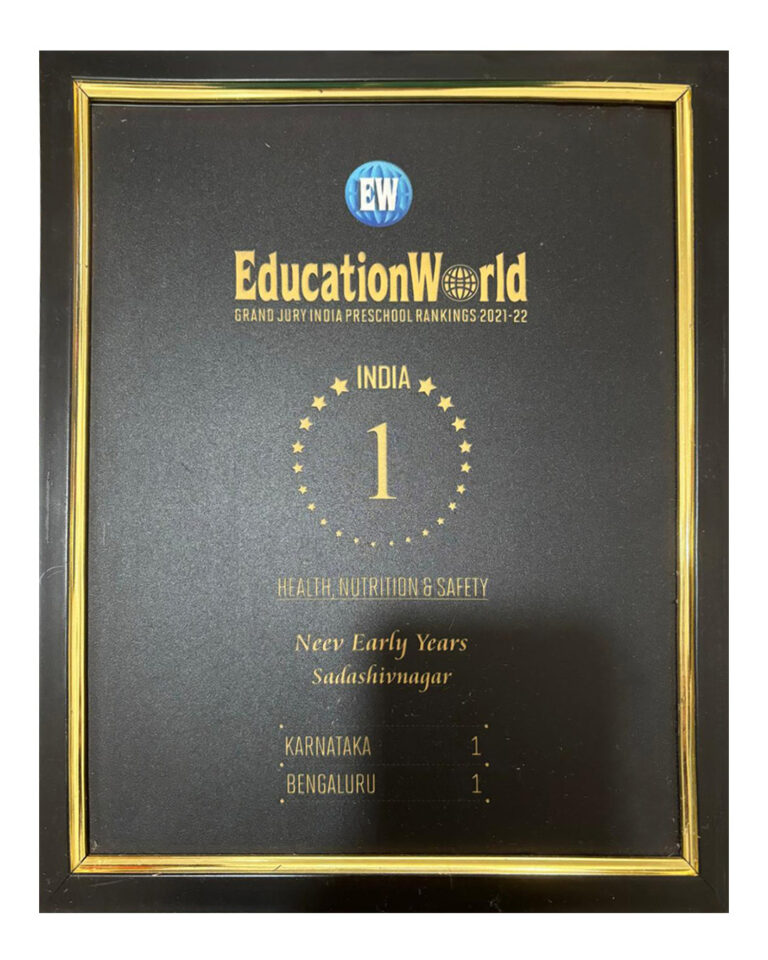 EW
EducationWorld
GRAND JURY INDIA PRESCHOOL RANKINGS 2021-22
INDIA
1
HEALTH, NUTRITION & SAFETY
Neev Early Years
Sadashivnagar
KARNATAKA 1
BENGALURU 1